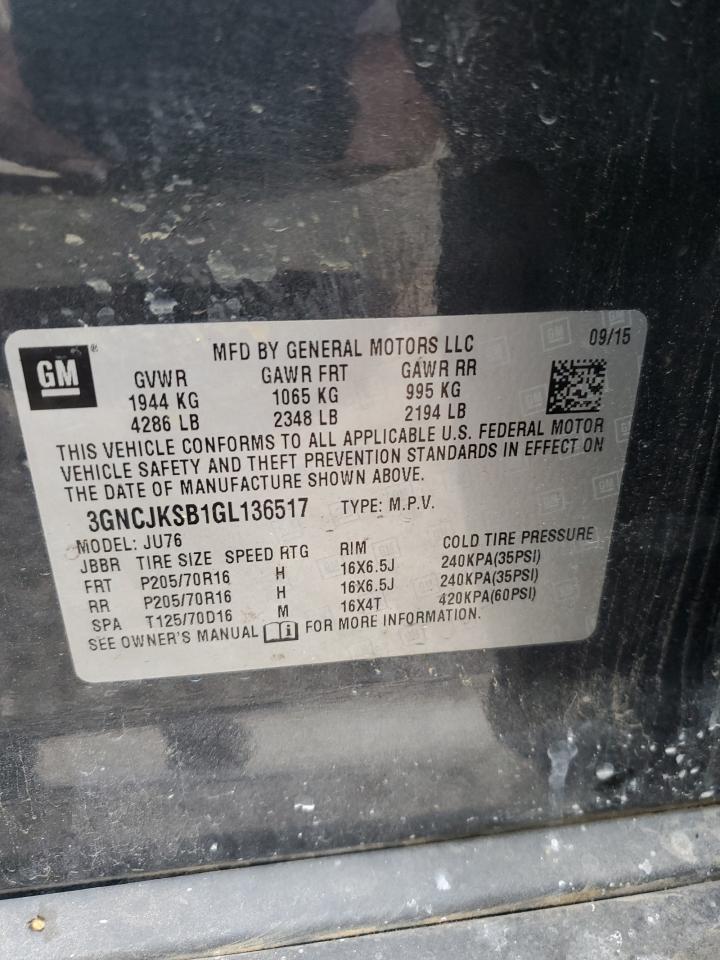 GM ® MFD BY GENERAL MOTORS LLC 09/15
GVWR GAWR FRT GAWR RR
1944 KG 1065 KG 995 KG
4286 LB 2348 LB 2194 LB
THIS VEHICLE CONFORMS TO ALL APPLICABLE U.S. FEDERAL MOTOR
VEHICLE SAFETY AND THEFT PREVENTION STANDARDS IN EFFECT ON
THE DATE OF MANUFACTURE SHOWN ABOVE.
3GNCJKSB1GL136517 TYPE: M.P.V.
MODEL: JU76
JBBR TIRE SIZE SPEED RTG RIM COLD TIRE PRESSURE
FRT P205/70R16 H 16X6.5J 240KPA(35PSI)
RR P205/70R16 H 16X6.5J 240KPA(35PSI)
SPA T125/70D16 M 16X4T 420KPA(60PSI)
SEE OWNER'S MANUAL FOR MORE INFORMATION.